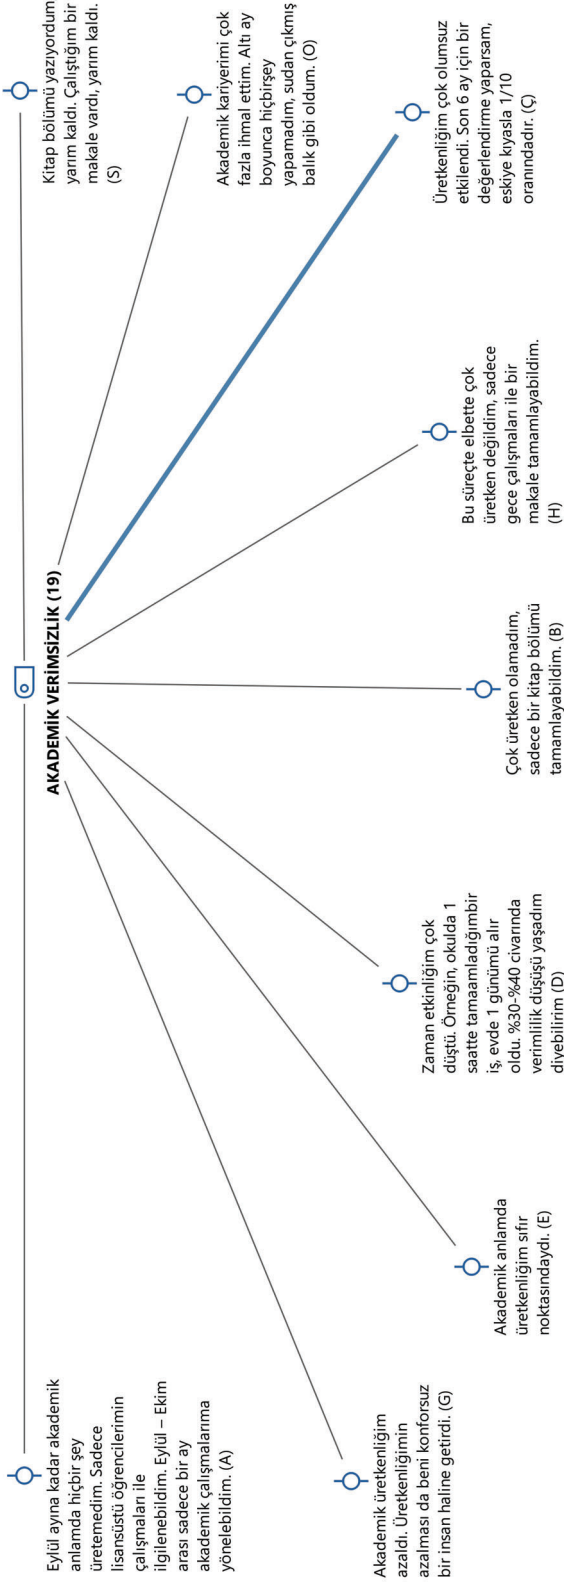 AKADEMİK VERİMSİZLİK (19)
Eylül ayına kadar akademik
anlamda hiçbir şey
üretemedim. Sadece
lisansüstü öğrencilerimin
çalışmaları ile
ilgilenebildim. Eylül – Ekim
arası sadece bir ay
akademik çalışmalarıma
yönelebildim. (A)
Akademik üretkenliğim
azaldı. Üretkenliğimin
azalması da beni konforsuz
bir insan haline getirdi. (G)
Akademik anlamda
üretkenliğim sıfır
noktasındaydı. (E)
Zaman etkinliğim çok
düştü. Örneğin, okulda 1
saatte tamaamladığımbir
iş, evde 1 günümü alır
oldu. %30-%40 civarında
verimlilik düşüşü yaşadım
diyebilirim (D)
Çok üretken olamadım,
sadece bir kitap bölümü
tamamlayabildim. (B)
Bu süreçte elbette çok
üretken değildim, sadece
gece çalışmaları ile bir
makale tamamlayabildim.
(H)
Üretkenliğim çok olumsuz
etkilendi. Son 6 ay için bir
değerlendirme yaparsam,
eskiye kıyasla 1/10
oranındadır. (Ç)
Akademik kariyerimi çok
fazla ihmal ettim. Altı ay
boyunca hiçbirşey
yapamadım, sudan çıkmış
balık gibi oldum. (O)
Kitap bölümü yazıyordum
yarım kaldı. Çalıştığım bir
makale vardı, yarım kaldı.
(S)